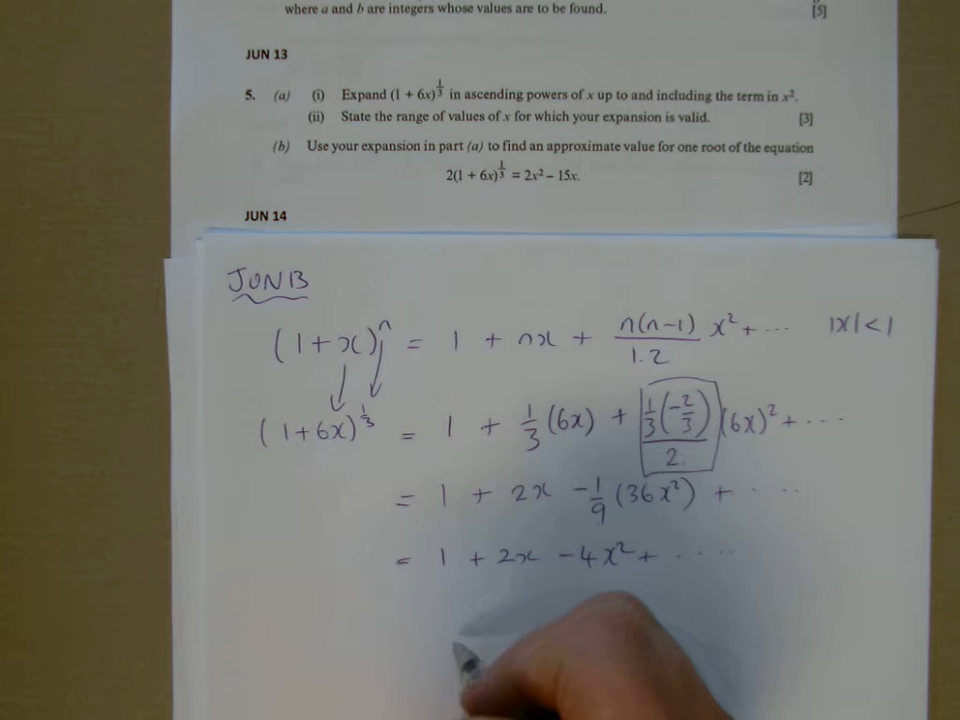 where a and b are integers whose values are to be found. [5]
JUN 13
5. (a) (i) Expand (1 + 6x)^{1/3} in ascending powers of x up to and including the term in x².
(ii) State the range of values of x for which your expansion is valid. [3]
(b) Use your expansion in part (a) to find an approximate value for one root of the equation
2(1 + 6x)^{1/3} = 2x² – 15x. [2]
JUN 14
JUN13
(1+x)^n = 1 + nx + n(n-1)/1.2 x² + ... |x|<1
(1+6x)^{1/3} = 1 + 1/3 (6x) + 1/3(-2/3)/2. (6x)² + ...
= 1 + 2x - 1/9 (36x²) + ...
= 1 + 2x - 4x² + ....